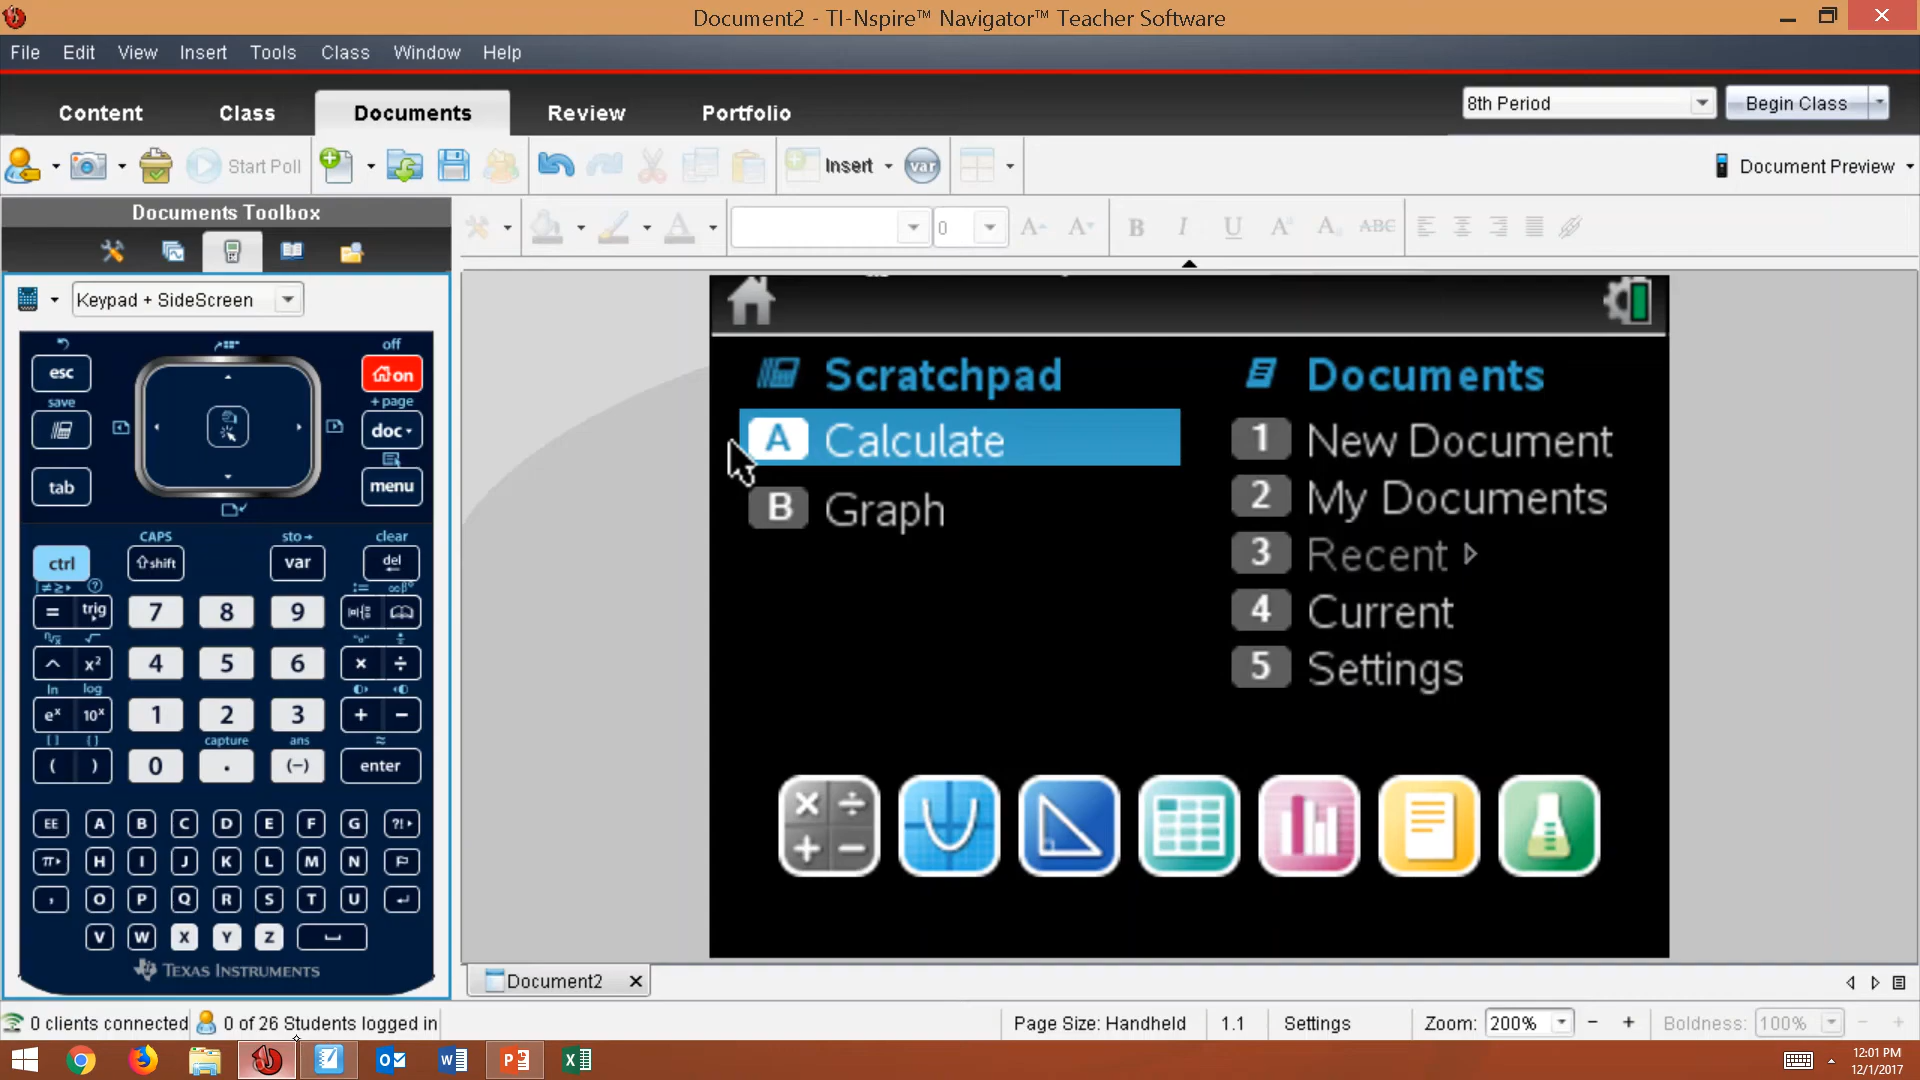 Document2 - TI-Nspire™ Navigator™ Teacher Software
File Edit View Insert Tools Class Window Help
Content Class Documents Review Portfolio
8th Period Begin Class
Start Poll Insert var Document Preview
Documents Toolbox
0 A A B I U A A ABC
Keypad + SideScreen
off
esc on
save + page
doc
tab menu
CAPS sto→ clear
ctrl shift var del
= trig 7 8 9
^ x² 4 5 6 × ÷
ln log
eˣ 10ˣ 1 2 3 + −
[ ] { } capture ans ≈
( ) 0 . (−) enter
EE A B C D E F G ?!
π H I J K L M N
, O P Q R S T U
V W X Y Z
TEXAS INSTRUMENTS
Scratchpad Documents
A Calculate 1 New Document
B Graph 2 My Documents
3 Recent
4 Current
5 Settings
Document2
0 clients connected 0 of 26 Students logged in Page Size: Handheld 1.1 Settings Zoom: 200% − + Boldness: 100% − +
12:01 PM
12/1/2017